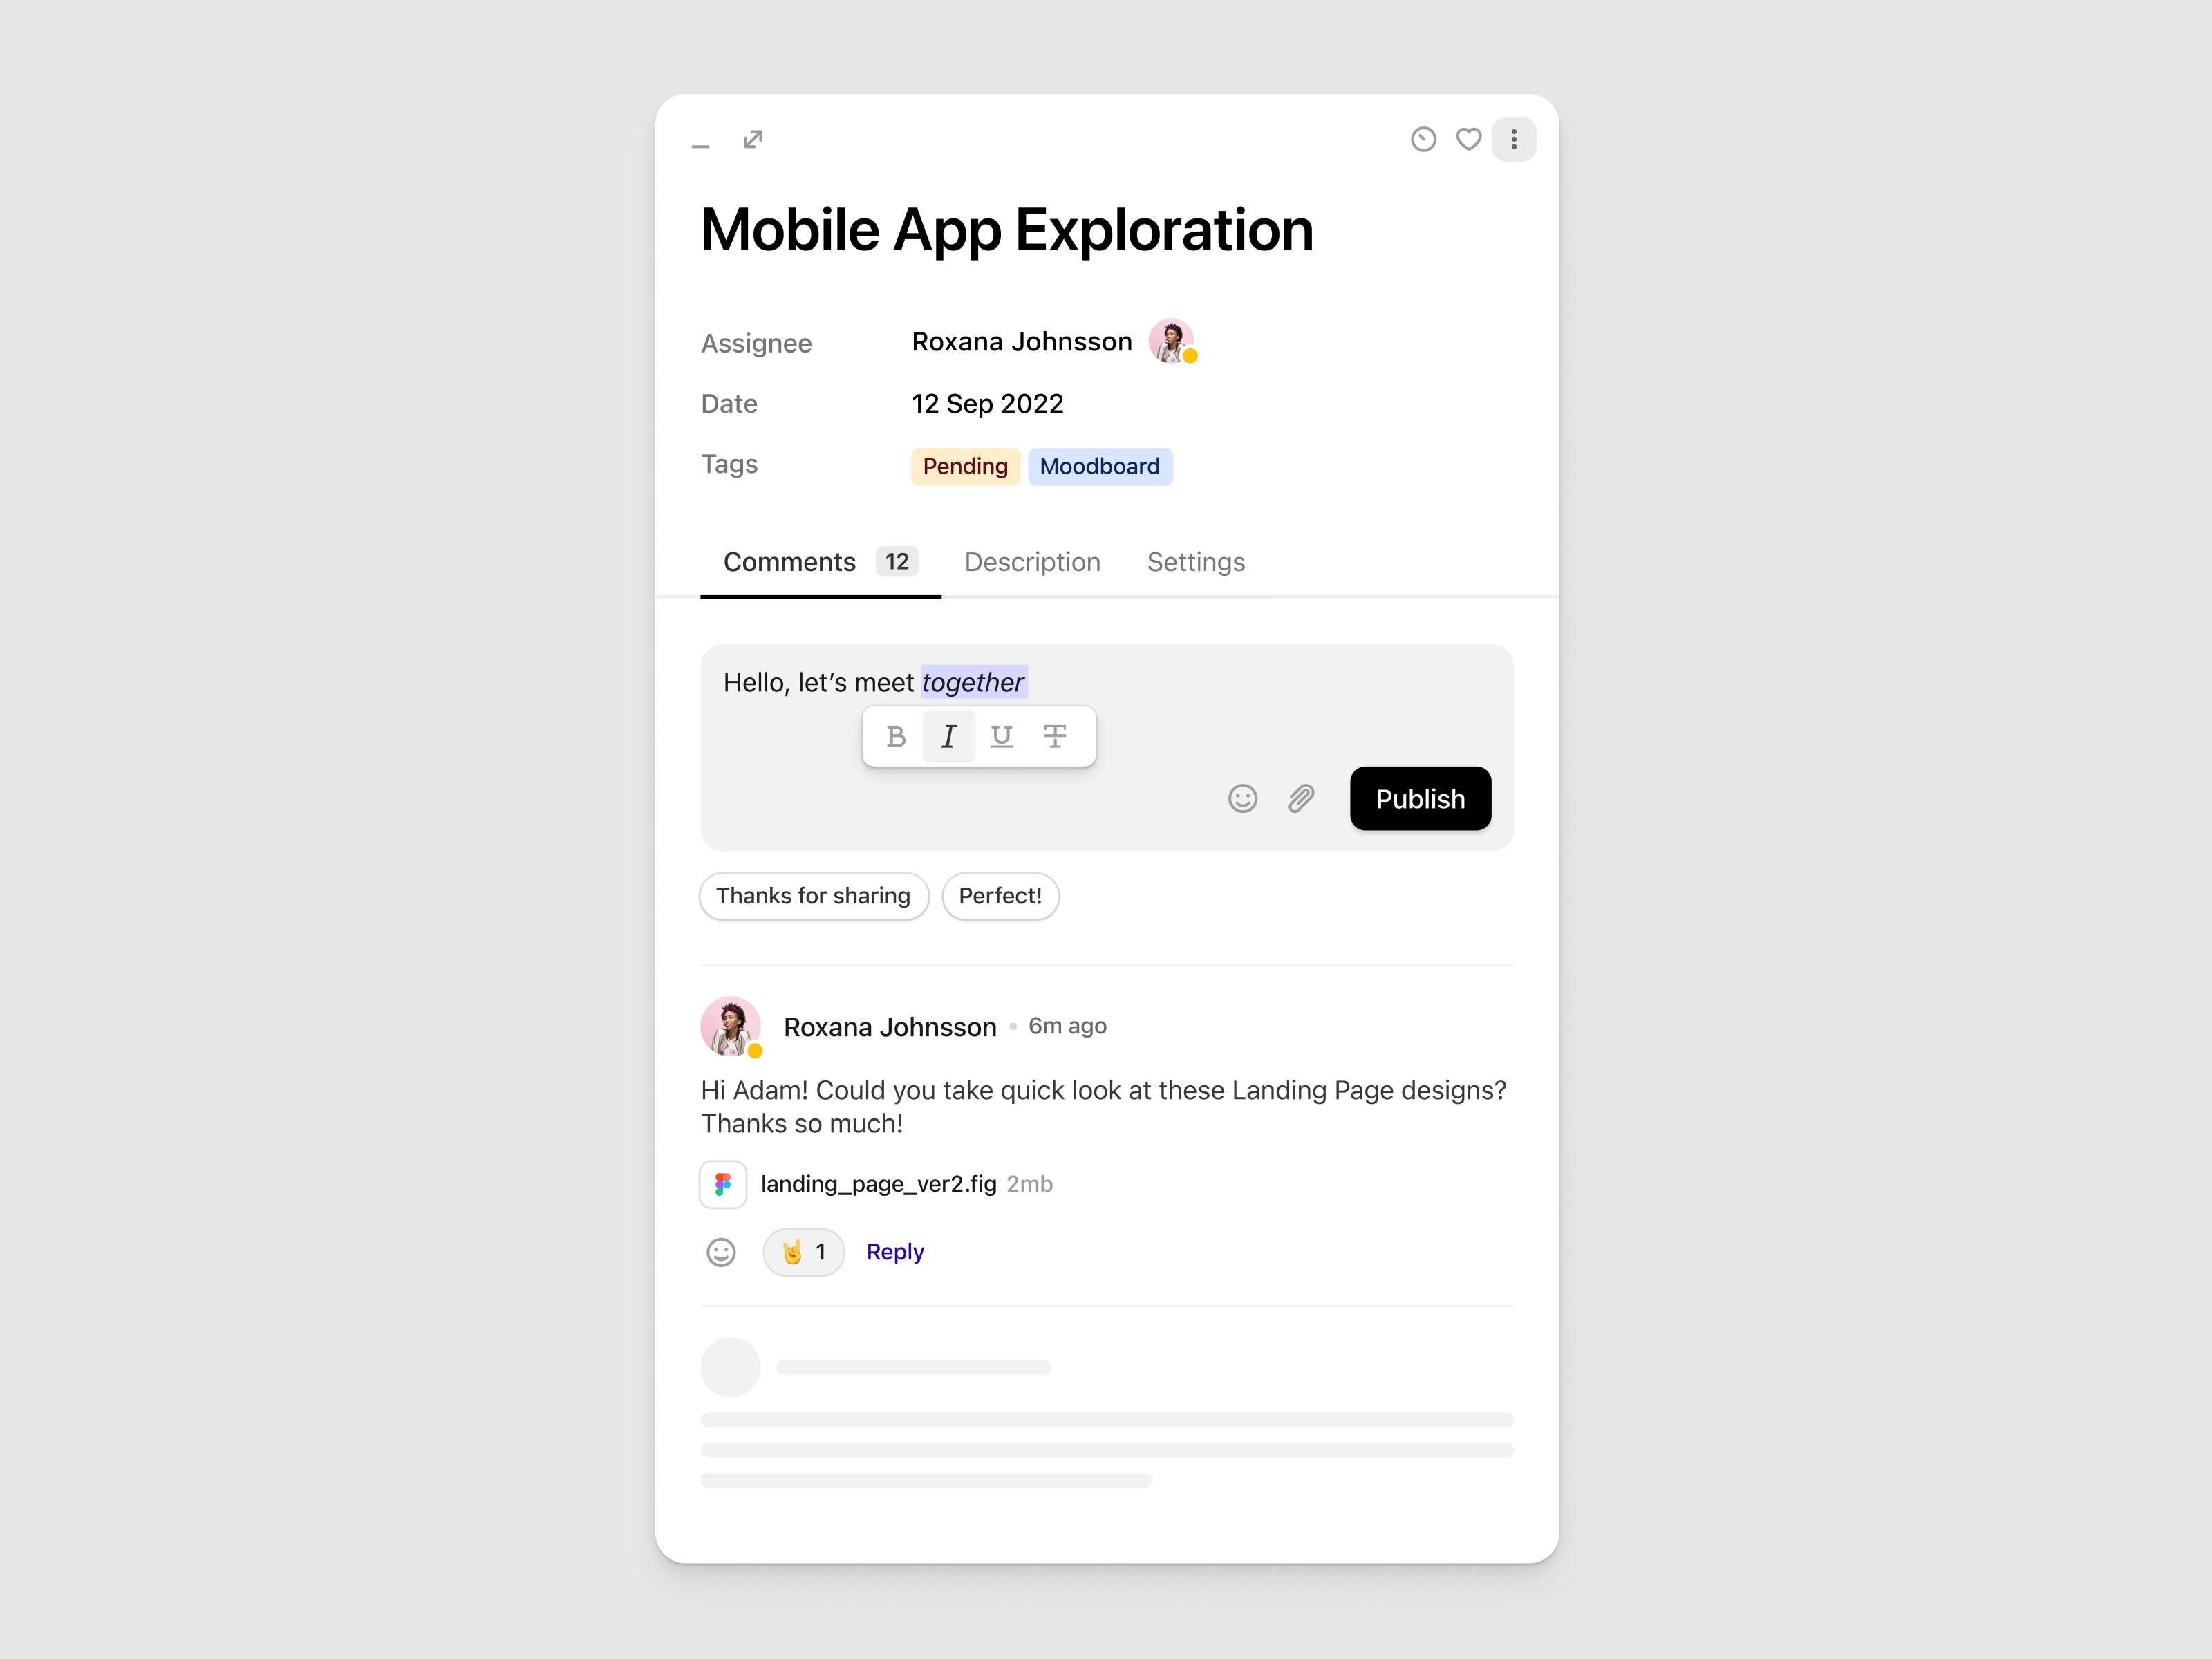 Mobile App Exploration
Assignee Roxana Johnsson
Date 12 Sep 2022
Tags Pending Moodboard
Comments 12 Description Settings
Hello, let’s meet together
B I U T
Publish
Thanks for sharing Perfect!
Roxana Johnsson • 6m ago
Hi Adam! Could you take quick look at these Landing Page designs?
Thanks so much!
landing_page_ver2.fig 2mb
🤘 1 Reply